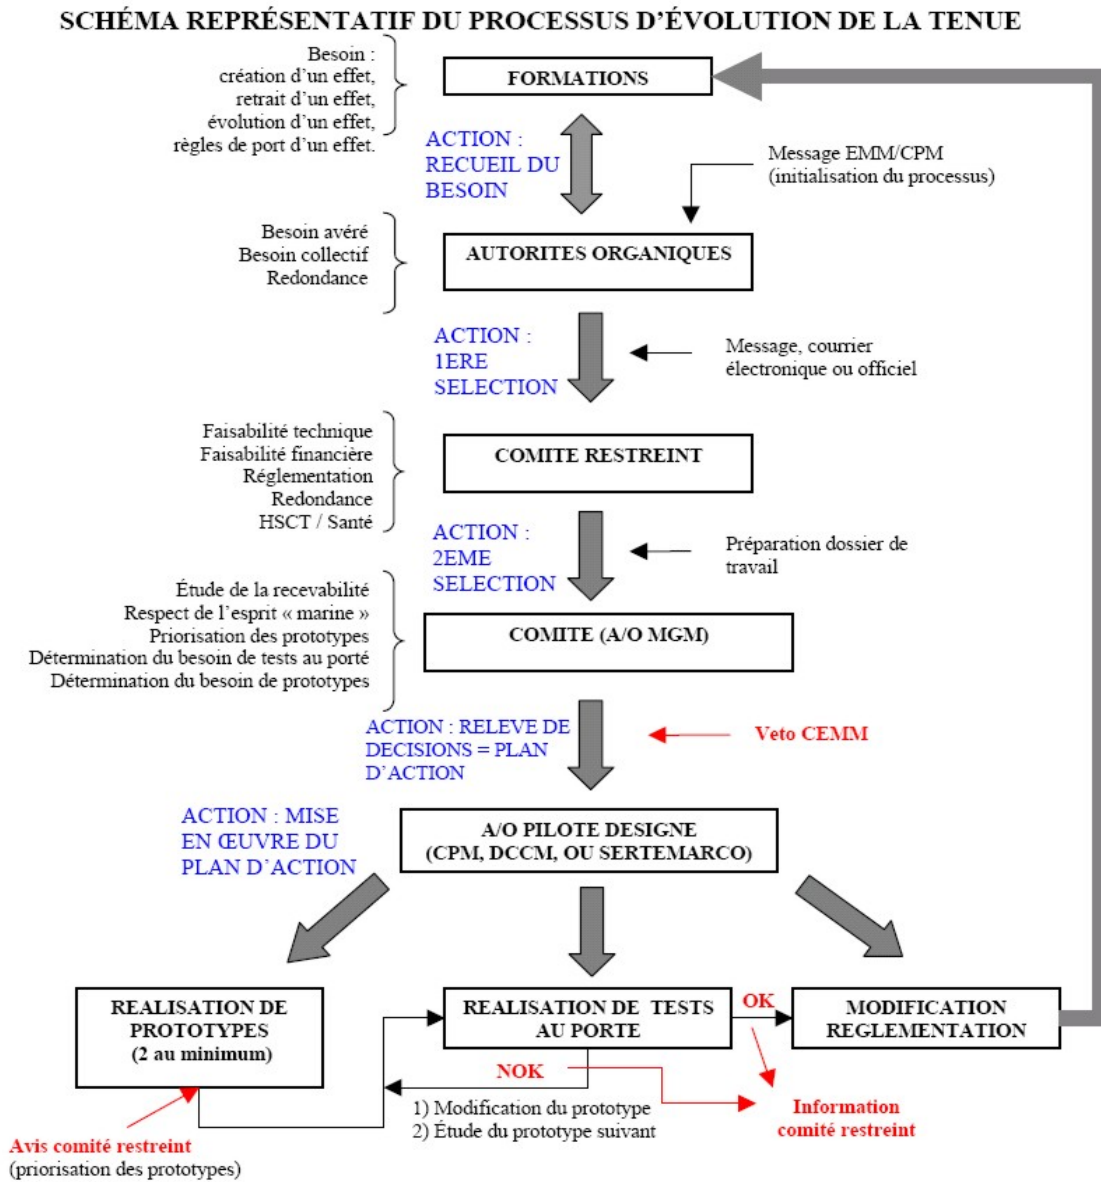 SCHÉMA REPRÉSENTATIF DU PROCESSUS D'ÉVOLUTION DE LA TENUE
Besoin :
création d'un effet,
retrait d'un effet,
évolution d'un effet,
règles de port d'un effet.
FORMATIONS
ACTION :
RECUEIL DU
BESOIN
Message EMM/CPM
(initialisation du processus)
Besoin avéré
Besoin collectif
Redondance
AUTORITES ORGANIQUES
ACTION :
1ERE
SELECTION
Message, courrier
électronique ou officiel
Faisabilité technique
Faisabilité financière
Réglementation
Redondance
HSCT / Santé
COMITE RESTREINT
ACTION :
2EME
SELECTION
Préparation dossier de
travail
Étude de la recevabilité
Respect de l'esprit « marine »
Priorisation des prototypes
Détermination du besoin de tests au porté
Détermination du besoin de prototypes
COMITE (A/O MGM)
ACTION : RELEVE DE
DECISIONS = PLAN
D'ACTION
Veto CEMM
ACTION : MISE
EN ŒUVRE DU
PLAN D'ACTION
A/O PILOTE DESIGNE
(CPM, DCCM, OU SERTEMARCO)
REALISATION DE
PROTOTYPES
(2 au minimum)
REALISATION DE TESTS
AU PORTE
OK
MODIFICATION
REGLEMENTATION
NOK
1) Modification du prototype
2) Étude du prototype suivant
Information
comité restreint
Avis comité restreint
(priorisation des prototypes)